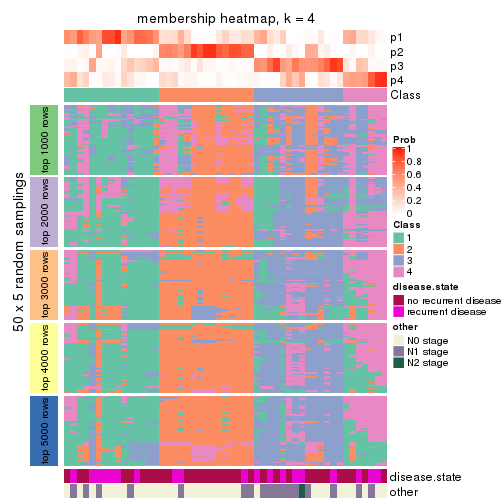 membership heatmap, k = 4
p1
p2
p3
p4
Class
50 x 5 random samplings
top 1000 rows
top 2000 rows
top 3000 rows
top 4000 rows
top 5000 rows
disease.state
other
Prob
1
0.8
0.6
0.4
0.2
0
Class
1
2
3
4
disease.state
no recurrent disease
recurrent disease
other
N0 stage
N1 stage
N2 stage